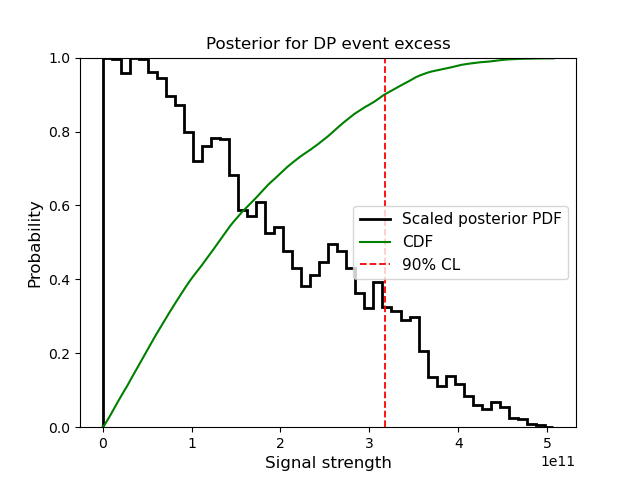 Posterior for DP event excess
1.0
0.8
0.6
0.4
0.2
0.0
Probability
Scaled posterior PDF
CDF
90% CL
0 1 2 3 4 5
1e11
Signal strength